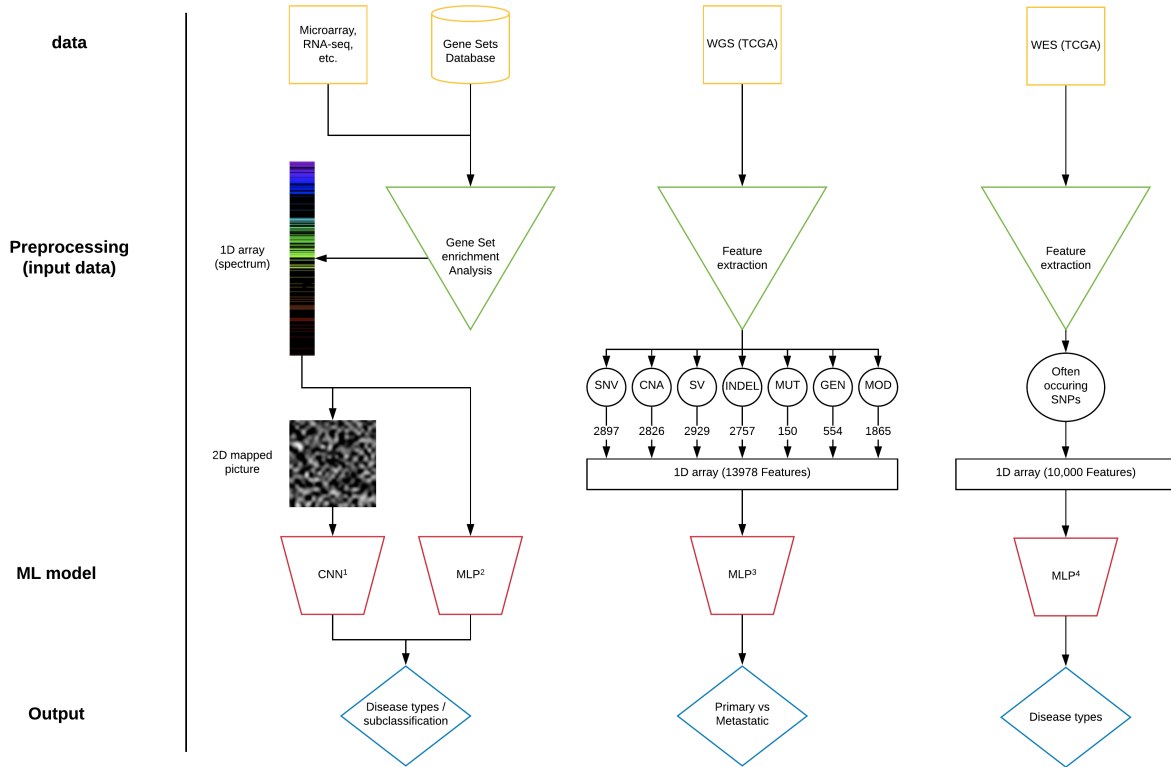 data
Microarray,
RNA-seq,
etc.
Gene Sets
Database
WGS (TCGA)
WES (TCGA)
Preprocessing
(input data)
1D array
(spectrum)
Gene Set
enrichment
Analysis
Feature
extraction
Feature
extraction
SNV CNA SV INDEL MUT GEN MOD
Often
occuring
SNPs
2897 2826 2929 2757 150 554 1865
2D mapped
picture
1D array (13978 Features)
1D array (10,000 Features)
ML model
CNN¹
MLP²
MLP³
MLP⁴
Output
Disease types /
subclassification
Primary vs
Metastatic
Disease types